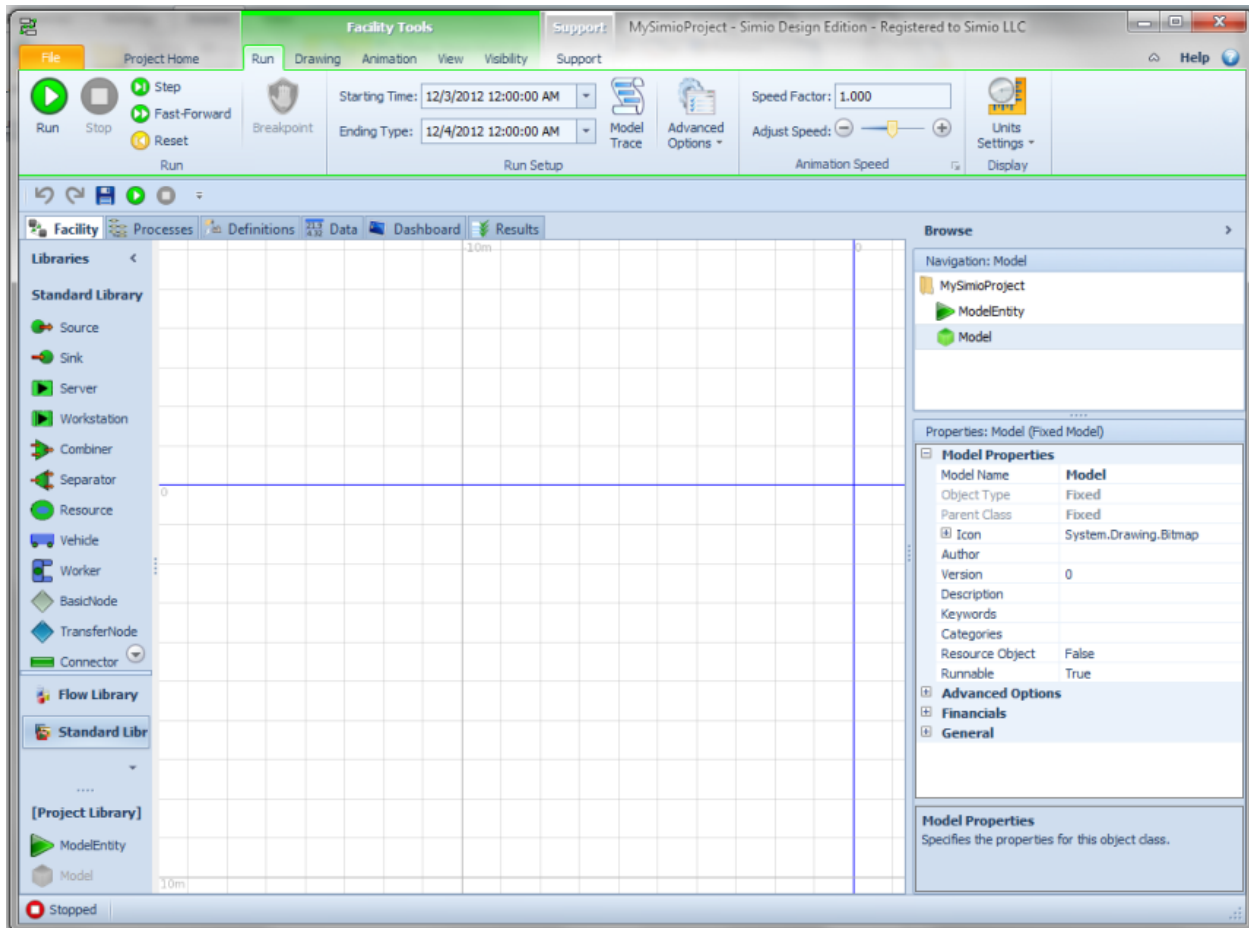 Facility Tools
Support
MySimioProject - Simio Design Edition - Registered to Simio LLC
File
Project Home
Run
Drawing
Animation
View
Visibility
Support
Help
Run
Stop
Step
Fast-Forward
Reset
Run
Breakpoint
Starting Time: 12/3/2012 12:00:00 AM
Ending Type: 12/4/2012 12:00:00 AM
Model
Trace
Advanced
Options
Run Setup
Speed Factor: 1.000
Adjust Speed:
Animation Speed
Units
Settings
Display
Facility
Processes
Definitions
Data
Dashboard
Results
Libraries
Standard Library
Source
Sink
Server
Workstation
Combiner
Separator
Resource
Vehicle
Worker
BasicNode
TransferNode
Connector
Flow Library
Standard Libr
[Project Library]
ModelEntity
Model
-10m
0
0
10m
Browse
Navigation: Model
MySimioProject
ModelEntity
Model
Properties: Model (Fixed Model)
Model Properties
Model Name Model
Object Type Fixed
Parent Class Fixed
Icon System.Drawing.Bitmap
Author
Version 0
Description
Keywords
Categories
Resource Object False
Runnable True
Advanced Options
Financials
General
Model Properties
Specifies the properties for this object class.
Stopped